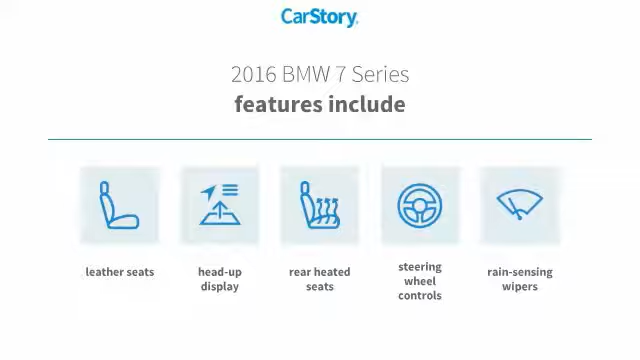 CarStory
2016 BMW 7 Series
features include
leather seats
head-up
display
rear heated
seats
steering
wheel
controls
rain-sensing
wipers